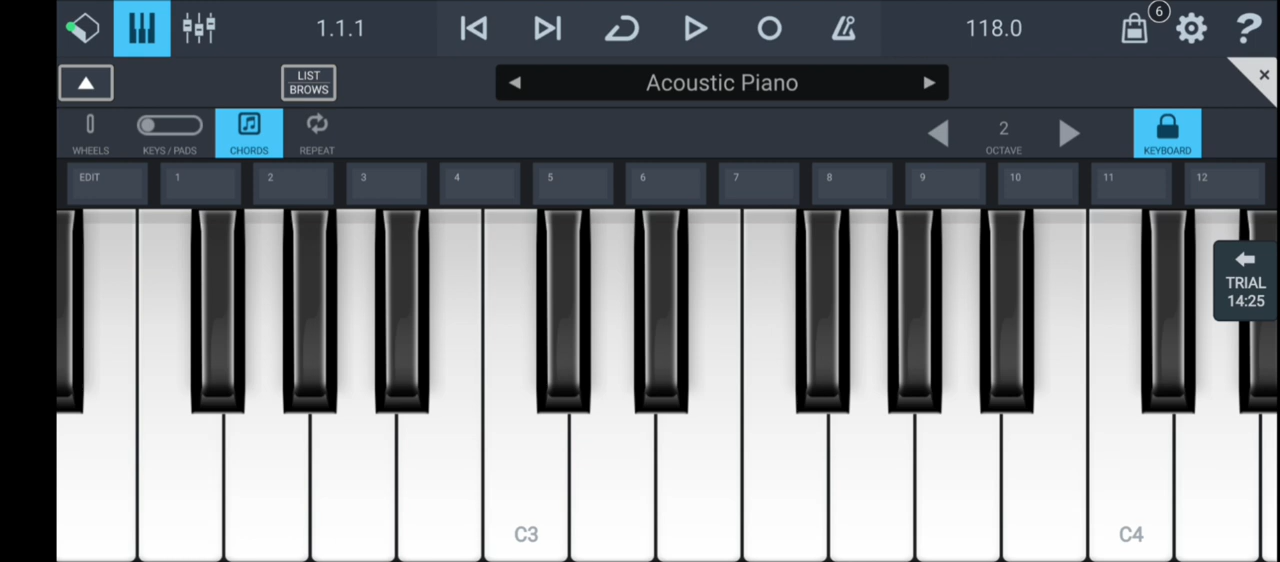 1.1.1
118.0
6
?
LIST
BROWS
Acoustic Piano
WHEELS
KEYS / PADS
CHORDS
REPEAT
2
OCTAVE
KEYBOARD
EDIT
1
2
3
4
5
6
7
8
9
10
11
12
TRIAL
14:25
C3
C4